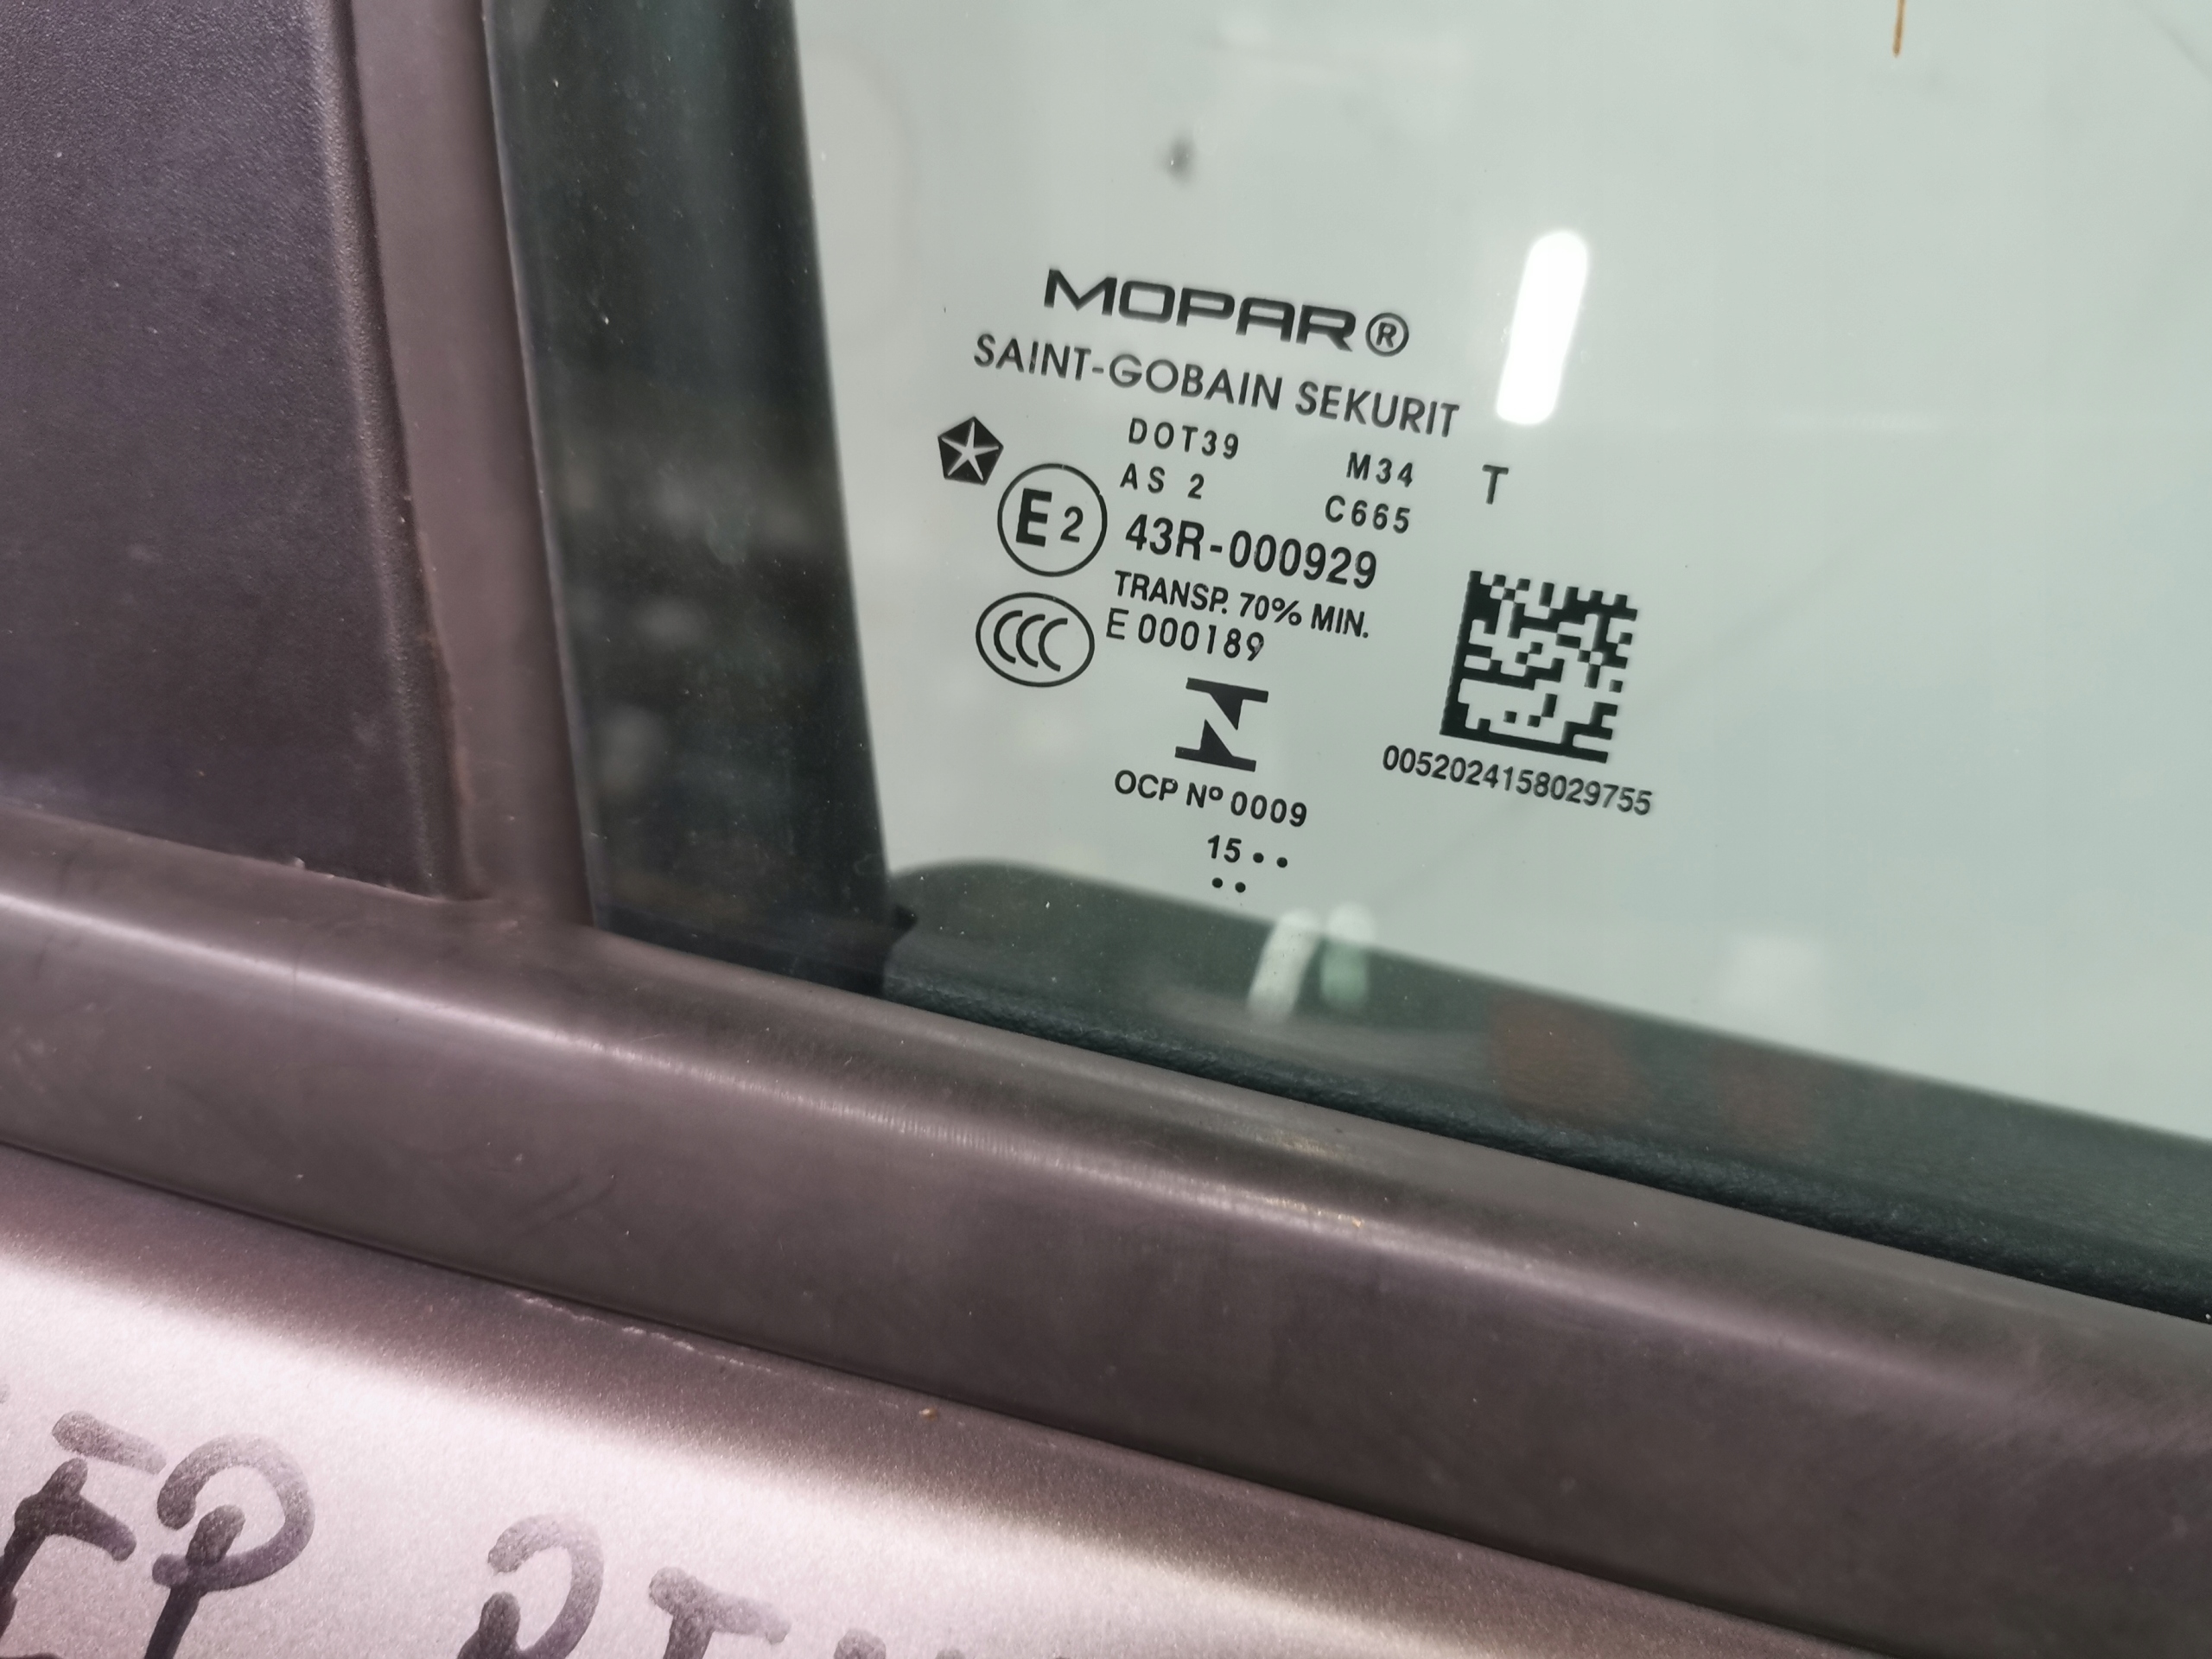 MOPAR®
SAINT-GOBAIN SEKURIT
DOT39 M34 T
AS 2 C665
E2 43R-000929
TRANSP. 70% MIN.
CCC E 000189
OCP Nº 0009
0052024158029755
15 • •
• •